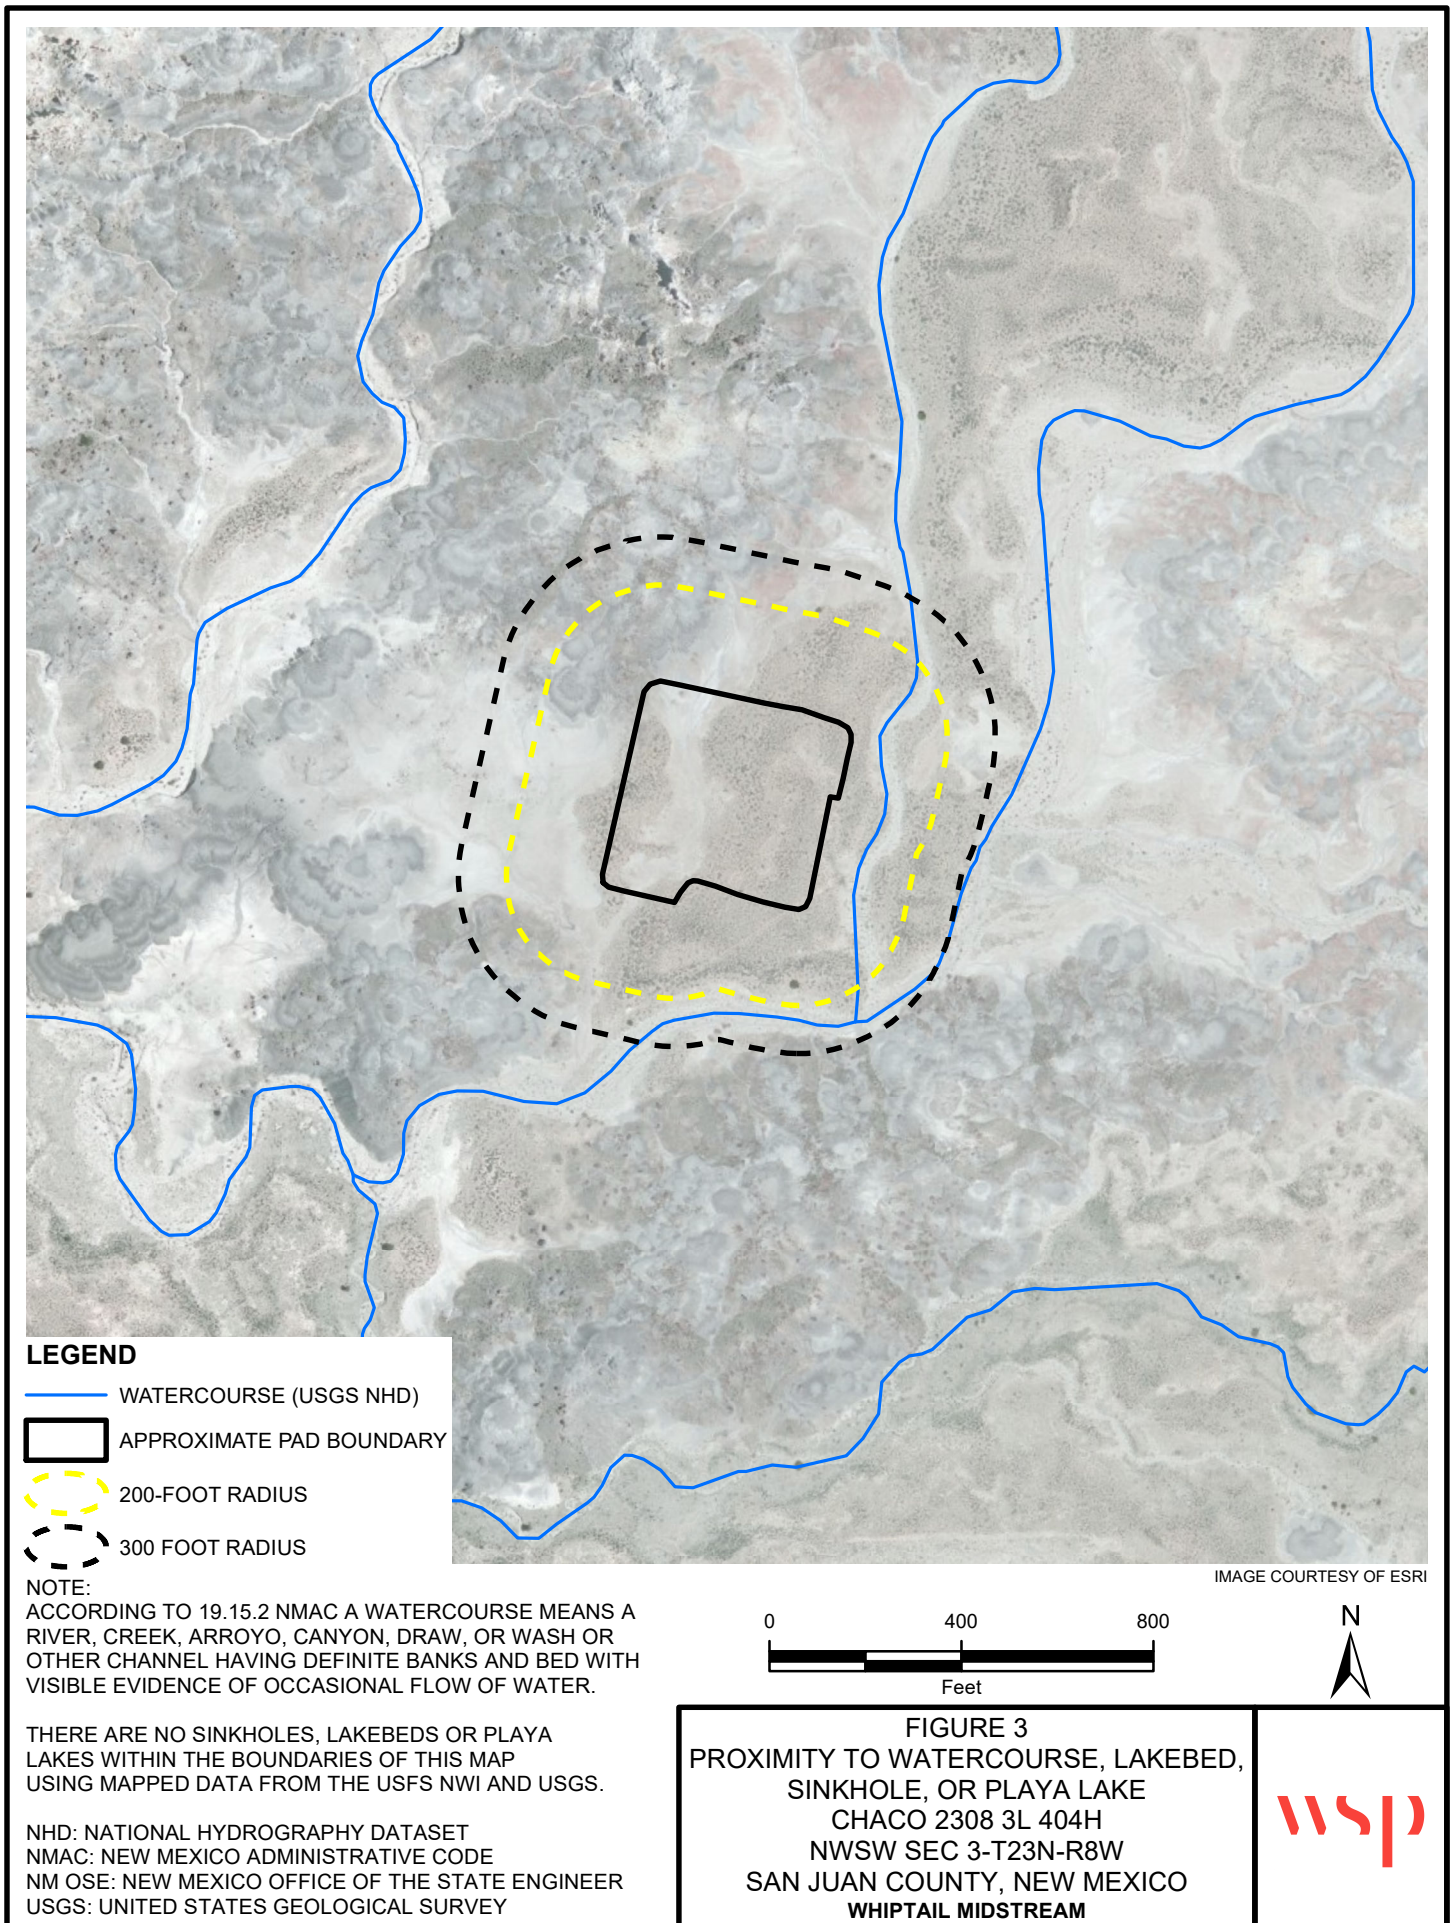 LEGEND
WATERCOURSE (USGS NHD)
APPROXIMATE PAD BOUNDARY
200-FOOT RADIUS
300 FOOT RADIUS
NOTE:
ACCORDING TO 19.15.2 NMAC A WATERCOURSE MEANS A
RIVER, CREEK, ARROYO, CANYON, DRAW, OR WASH OR
OTHER CHANNEL HAVING DEFINITE BANKS AND BED WITH
VISIBLE EVIDENCE OF OCCASIONAL FLOW OF WATER.
THERE ARE NO SINKHOLES, LAKEBEDS OR PLAYA
LAKES WITHIN THE BOUNDARIES OF THIS MAP
USING MAPPED DATA FROM THE USFS NWI AND USGS.
NHD: NATIONAL HYDROGRAPHY DATASET
NMAC: NEW MEXICO ADMINISTRATIVE CODE
NM OSE: NEW MEXICO OFFICE OF THE STATE ENGINEER
USGS: UNITED STATES GEOLOGICAL SURVEY
IMAGE COURTESY OF ESRI
0 400 800
Feet
N
FIGURE 3
PROXIMITY TO WATERCOURSE, LAKEBED,
SINKHOLE, OR PLAYA LAKE
CHACO 2308 3L 404H
NWSW SEC 3-T23N-R8W
SAN JUAN COUNTY, NEW MEXICO
WHIPTAIL MIDSTREAM
wsp